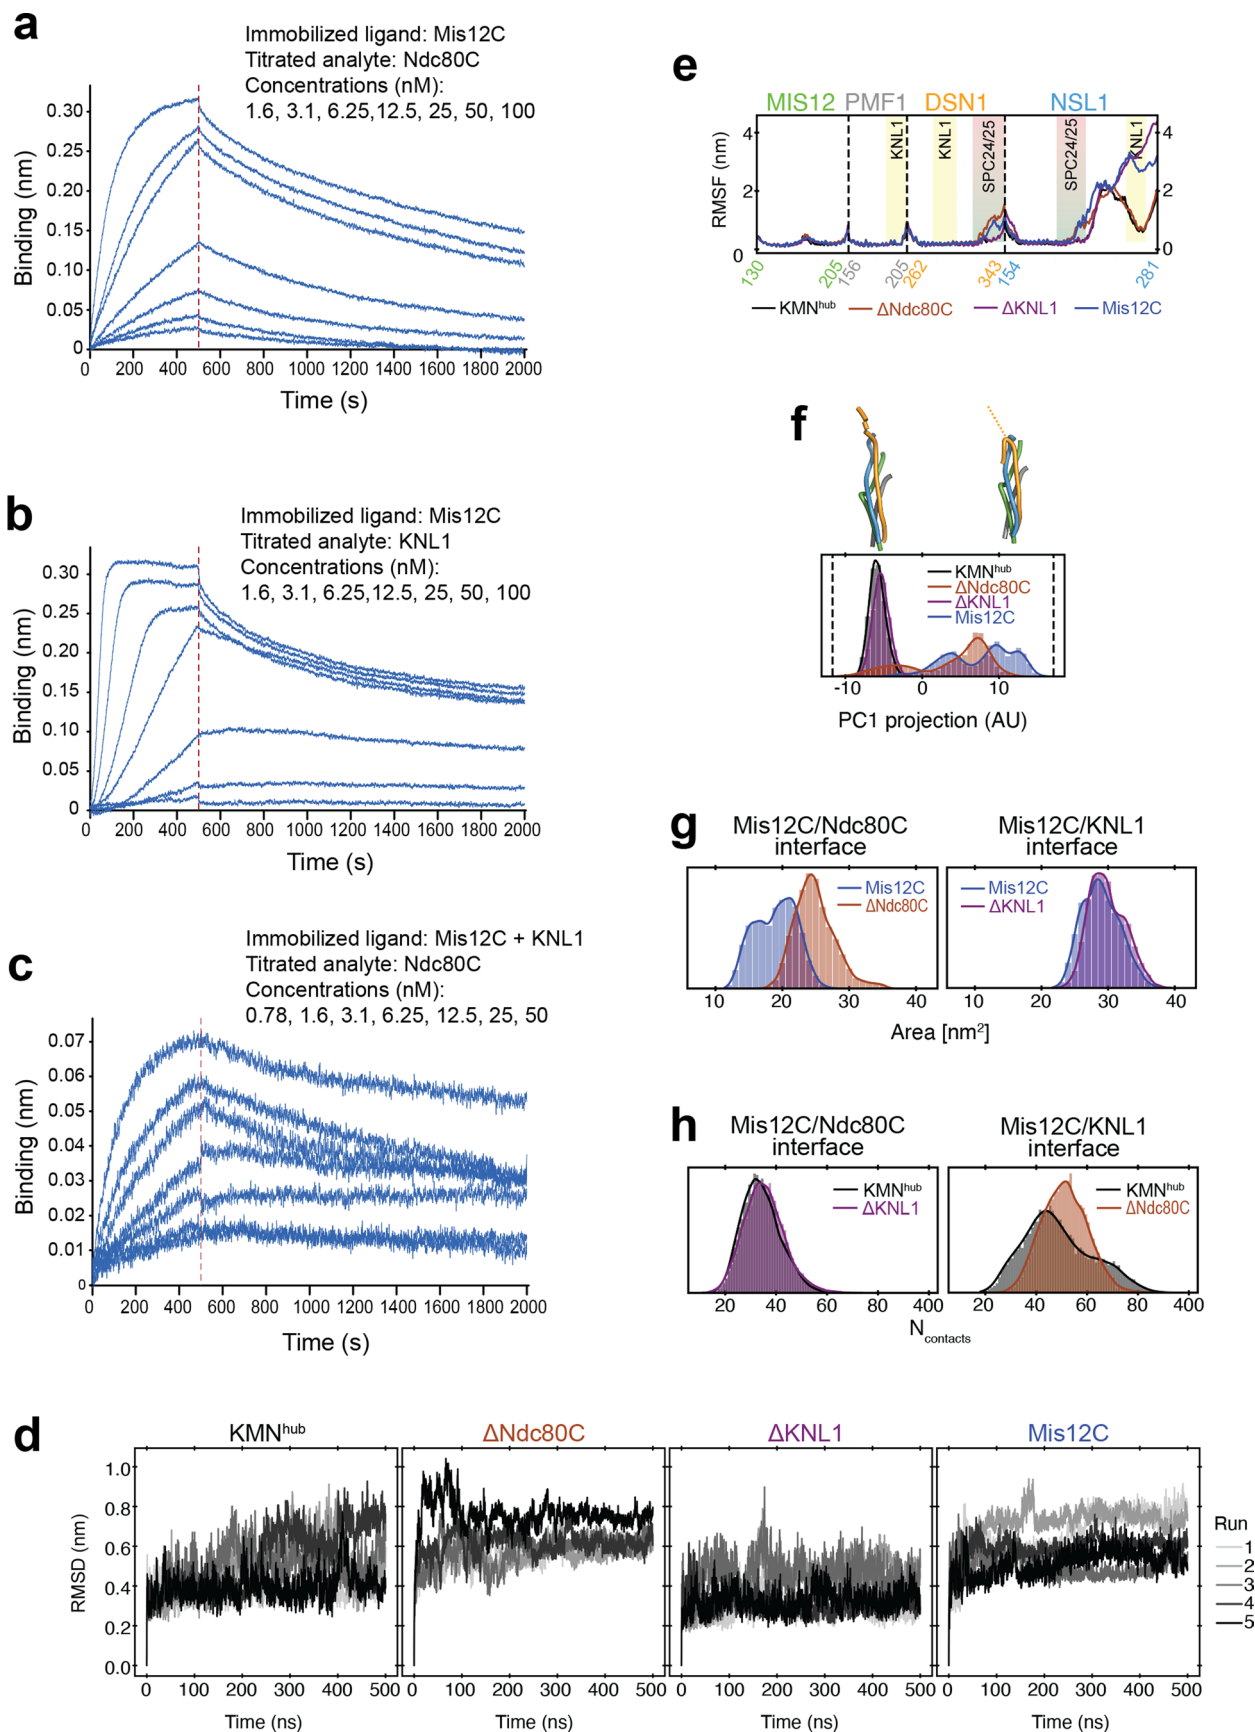 a
Immobilized ligand: Mis12C
Titrated analyte: Ndc80C
Concentrations (nM):
1.6, 3.1, 6.25,12.5, 25, 50, 100
Binding (nm)
0.30
0.25
0.20
0.15
0.10
0.05
0
0 200 400 600 800 1000 1200 1400 1600 1800 2000
Time (s)
b
Immobilized ligand: Mis12C
Titrated analyte: KNL1
Concentrations (nM):
1.6, 3.1, 6.25,12.5, 25, 50, 100
Binding (nm)
0.30
0.25
0.20
0.15
0.10
0.05
0
0 200 400 600 800 1000 1200 1400 1600 1800 2000
Time (s)
c
Immobilized ligand: Mis12C + KNL1
Titrated analyte: Ndc80C
Concentrations (nM):
0.78, 1.6, 3.1, 6.25, 12.5, 25, 50
Binding (nm)
0.07
0.06
0.05
0.04
0.03
0.02
0.01
0
0 200 400 600 800 1000 1200 1400 1600 1800 2000
Time (s)
e
MIS12 PMF1 DSN1 NSL1
RMSF (nm)
4
2
0
KNL1
KNL1
SPC24/25
SPC24/25
KNL1
4
2
0
130 205 156 205 262 343 154 281
KMNhub ΔNdc80C ΔKNL1 Mis12C
f
KMNhub
ΔNdc80C
ΔKNL1
Mis12C
-10 0 10
PC1 projection (AU)
g
Mis12C/Ndc80C
interface
Mis12C
ΔNdc80C
10 20 30 40
Mis12C/KNL1
interface
Mis12C
ΔKNL1
10 20 30 40
Area [nm2]
h
Mis12C/Ndc80C
interface
KMNhub
ΔKNL1
20 40 60 80 400
Mis12C/KNL1
interface
KMNhub
ΔNdc80C
20 40 60 80 400
Ncontacts
d
KMNhub
ΔNdc80C
ΔKNL1
Mis12C
RMSD (nm)
1.0
0.8
0.6
0.4
0.2
0.0
0 100 200 300 400 500
Time (ns)
0 100 200 300 400 500
Time (ns)
0 100 200 300 400 500
Time (ns)
0 100 200 300 400 500
Time (ns)
Run
1
2
3
4
5